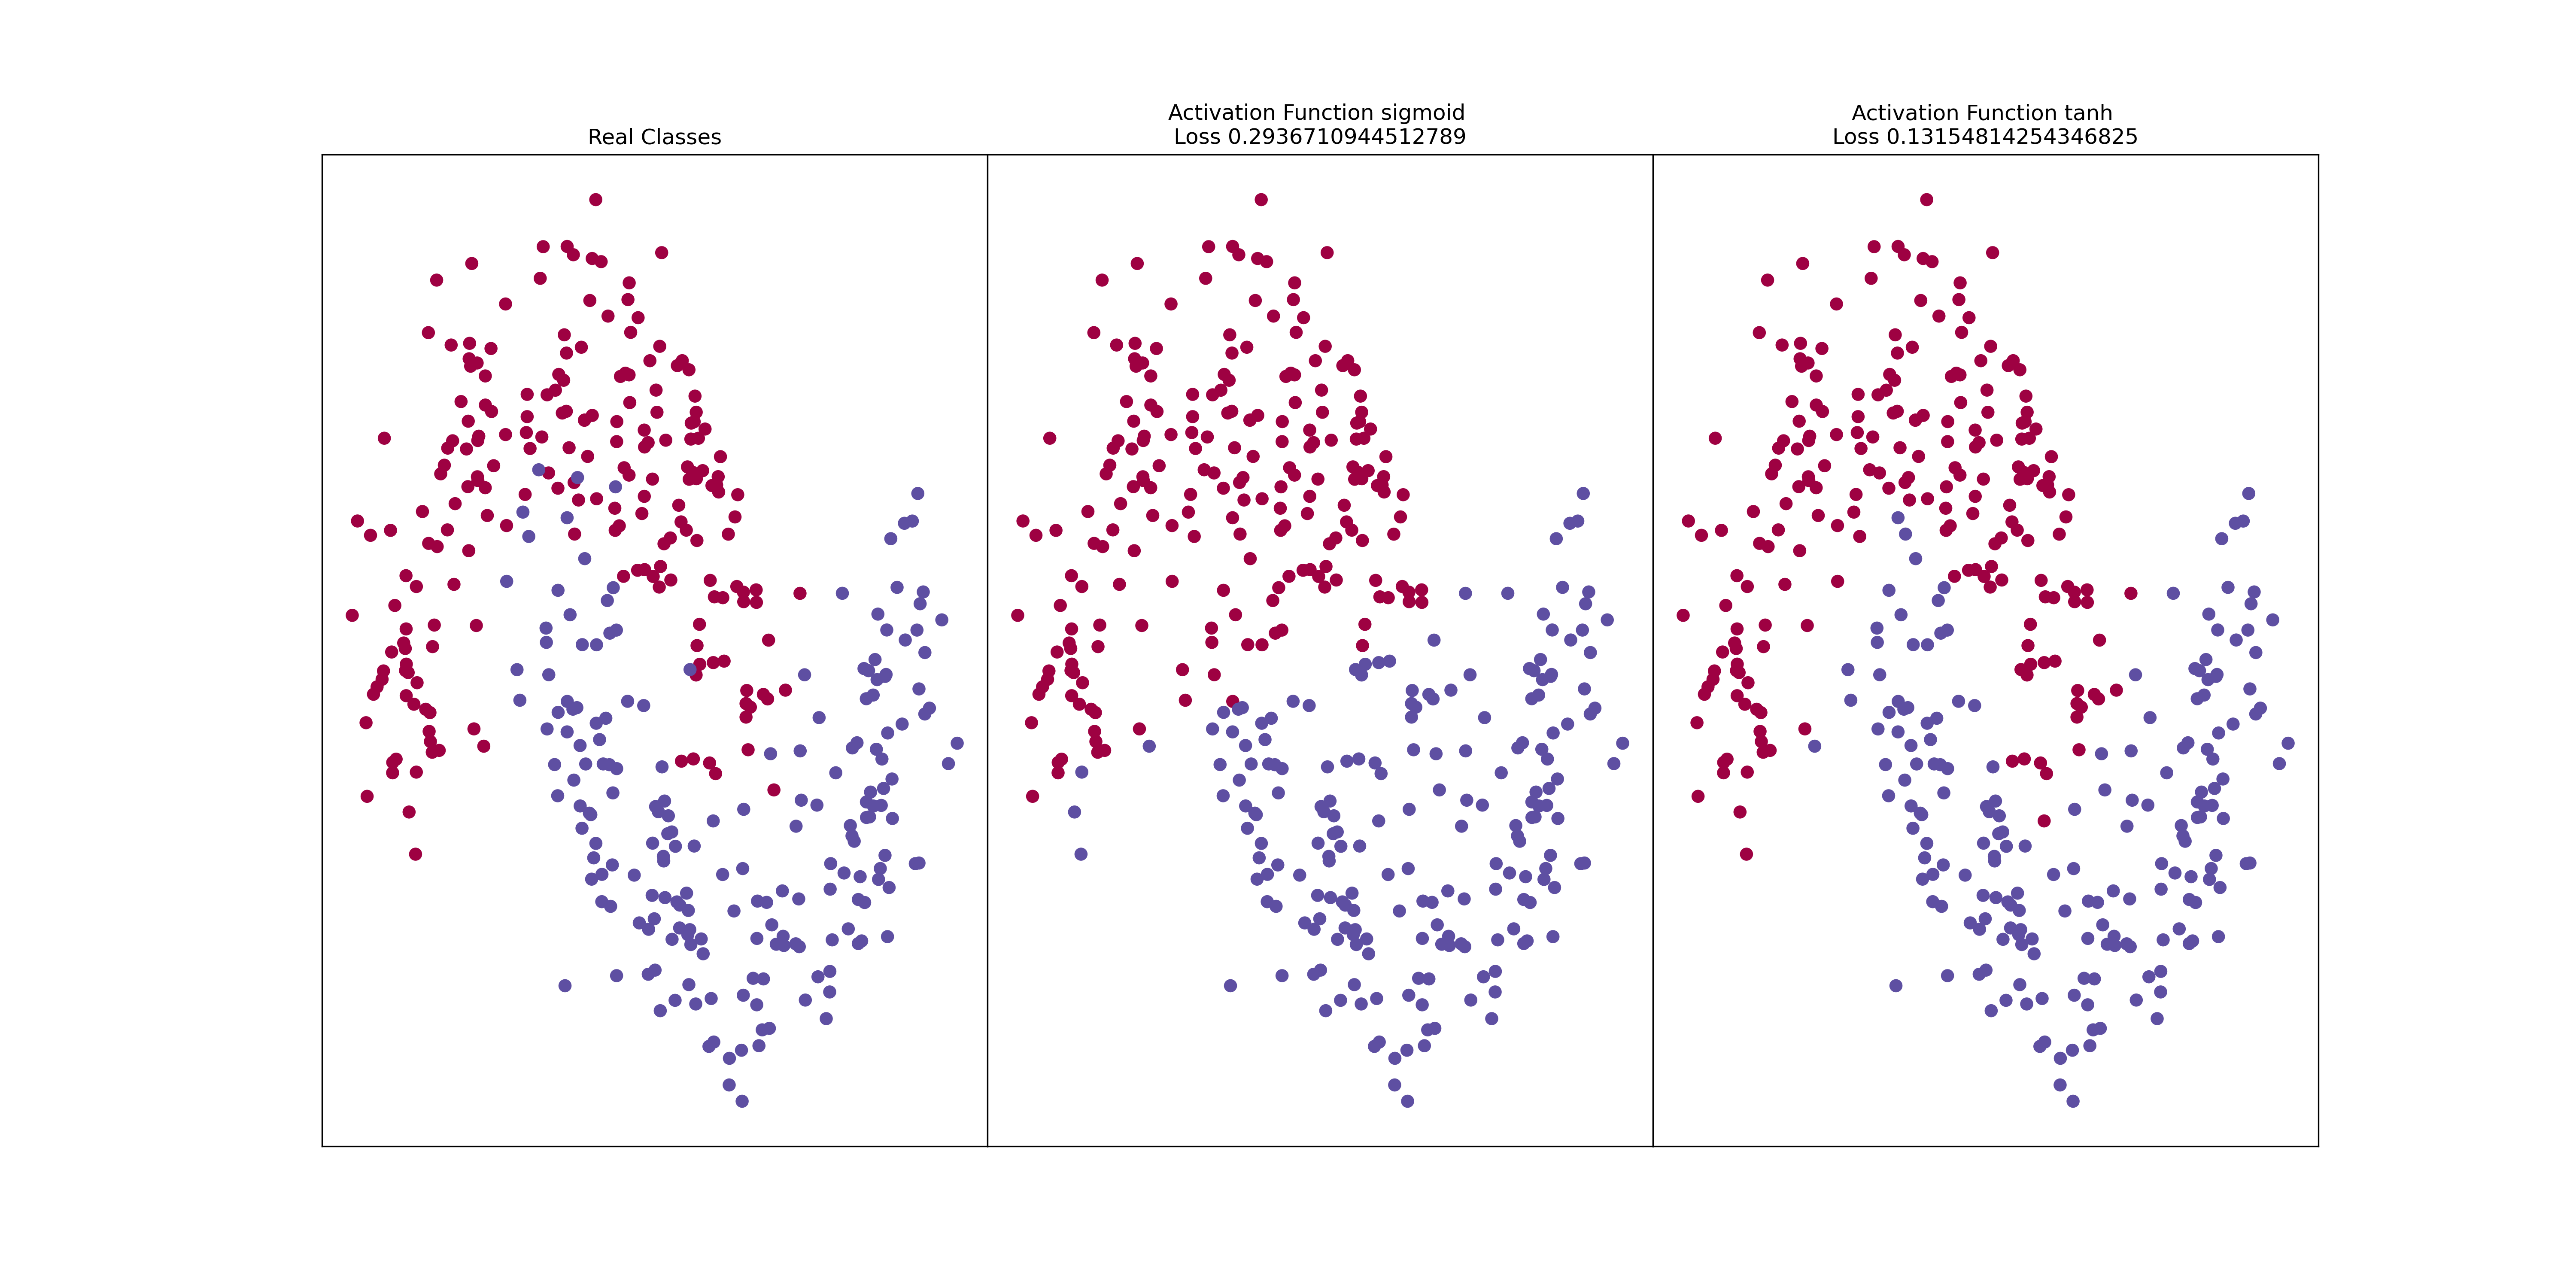 Real Classes
Activation Function sigmoid
Loss 0.2936710944512789
Activation Function tanh
Loss 0.13154814254346825